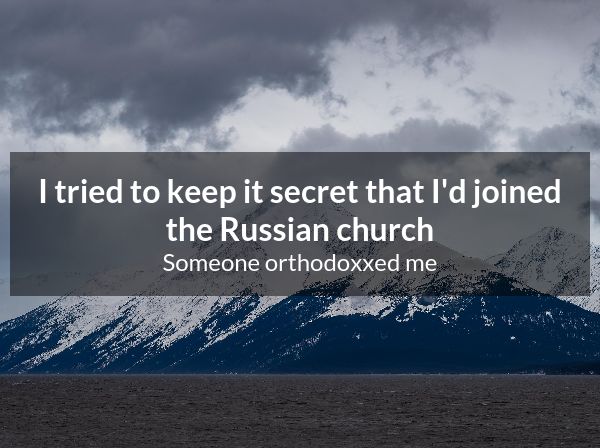 I tried to keep it secret that I'd joined
the Russian church
Someone orthodoxxed me